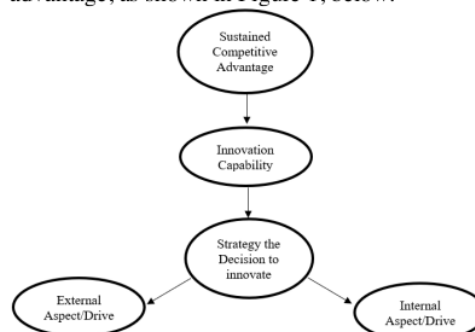 advantage, as shown in Figure 1, below.
Sustained
Competitive
Advantage
Innovation
Capability
Strategy the
Decision to
innovate
External
Aspect/Drive
Internal
Aspect/Drive